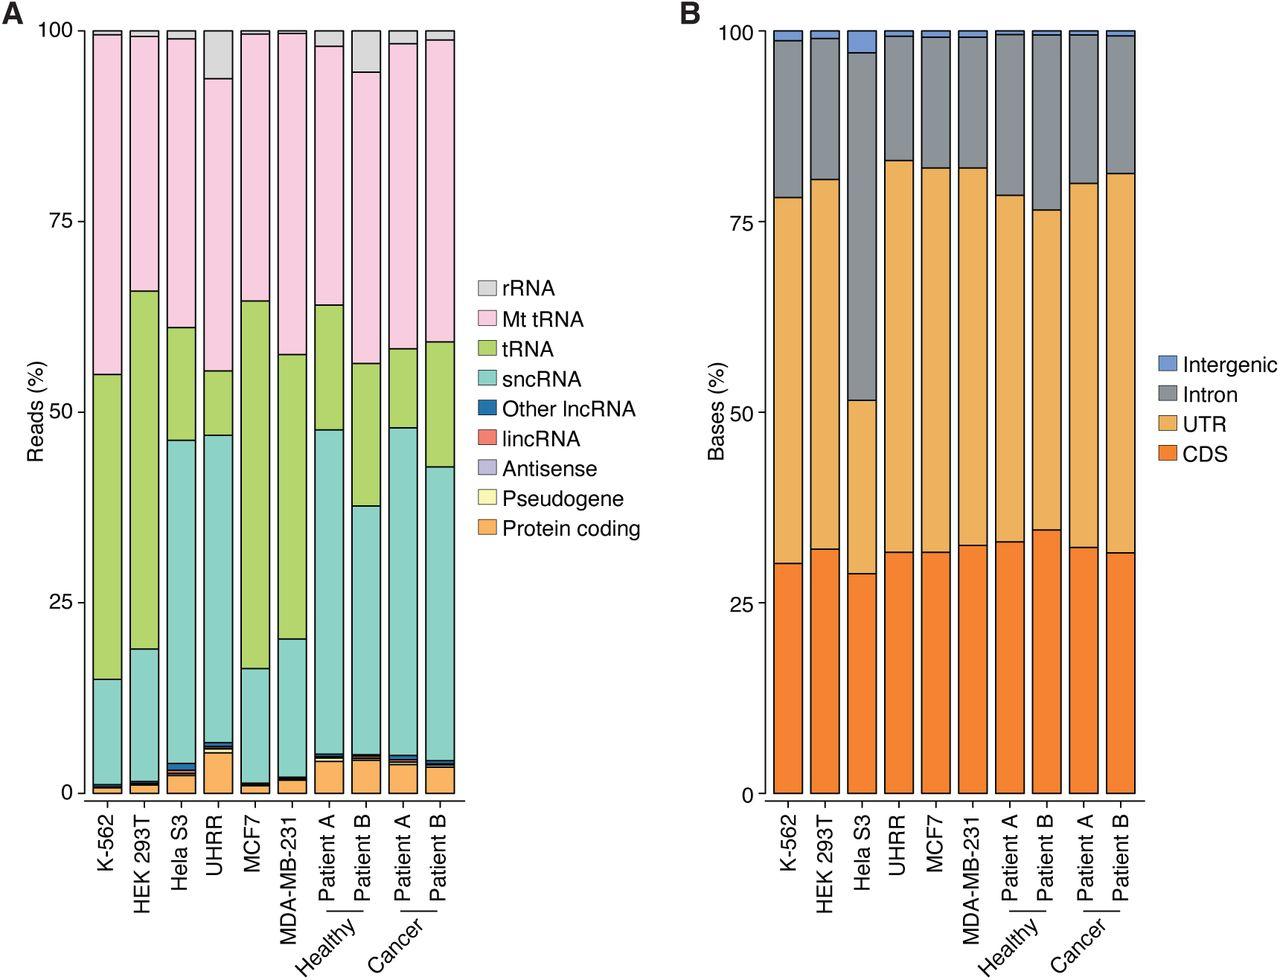 A
Reads (%)
100
75
50
25
0
K-562
HEK 293T
Hela S3
UHRR
MCF7
MDA-MB-231
Patient A
Patient B
Patient A
Patient B
Healthy
Cancer
rRNA
Mt tRNA
tRNA
sncRNA
Other lncRNA
lincRNA
Antisense
Pseudogene
Protein coding
B
Bases (%)
100
75
50
25
0
K-562
HEK 293T
Hela S3
UHRR
MCF7
MDA-MB-231
Patient A
Patient B
Patient A
Patient B
Healthy
Cancer
Intergenic
Intron
UTR
CDS